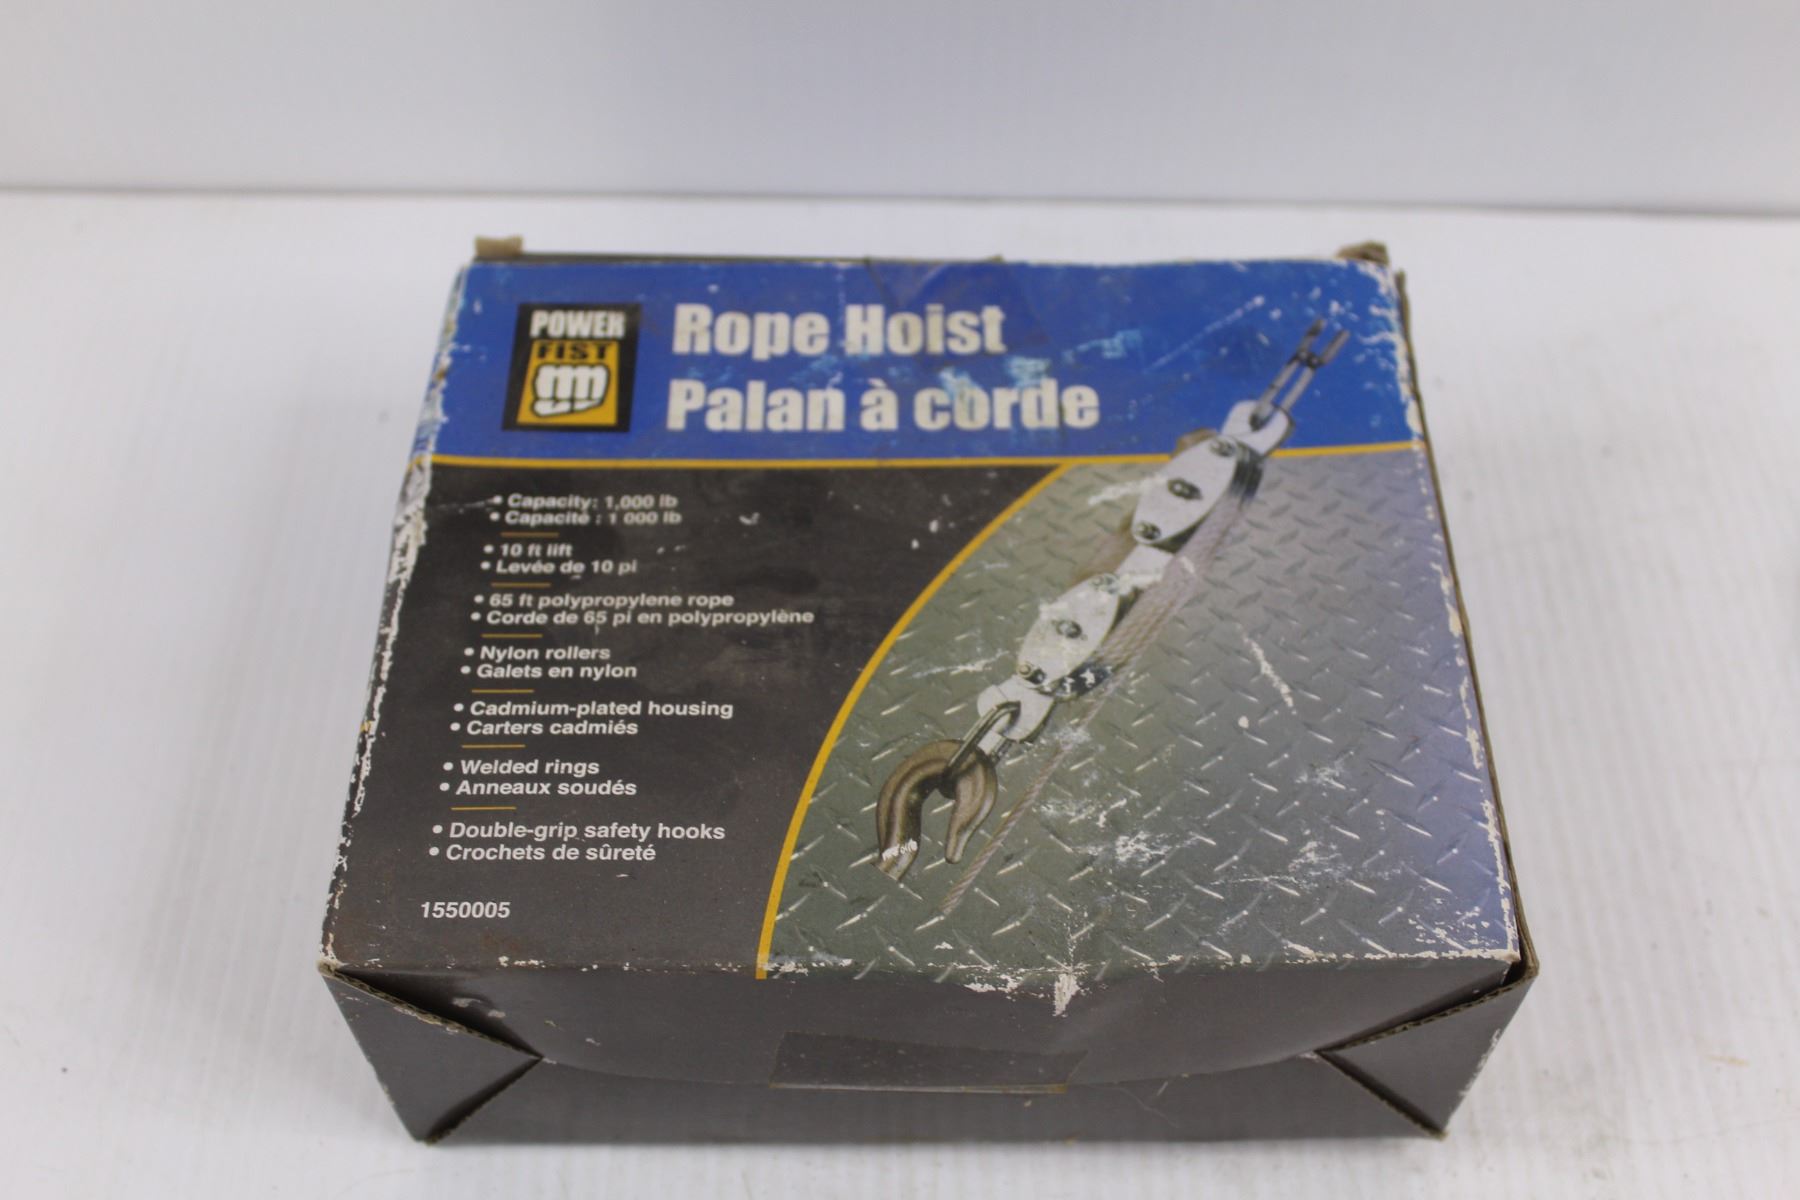 POWER
FIST
Rope Hoist
Palan à corde
• Capacity: 1,000 lb
• Capacité : 1 000 lb
• 10 ft lift
• Levée de 10 pi
• 65 ft polypropylene rope
• Corde de 65 pi en polypropylène
• Nylon rollers
• Galets en nylon
• Cadmium-plated housing
• Carters cadmiés
• Welded rings
• Anneaux soudés
• Double-grip safety hooks
• Crochets de sûreté
1550005